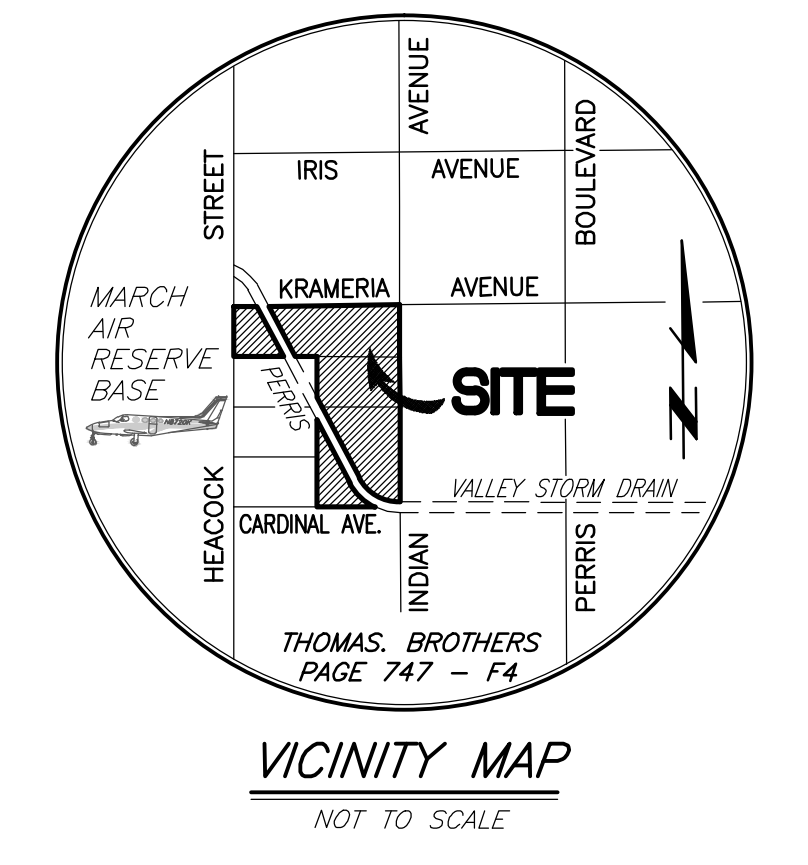 AVENUE
BOULEVARD
STREET
IRIS AVENUE
KRAMERIA AVENUE
MARCH
AIR
RESERVE
BASE
SITE
PERRIS
N
VALLEY STORM DRAIN
HEACOCK
CARDINAL AVE.
INDIAN
PERRIS
THOMAS. BROTHERS
PAGE 747 - F4
VICINITY MAP
NOT TO SCALE